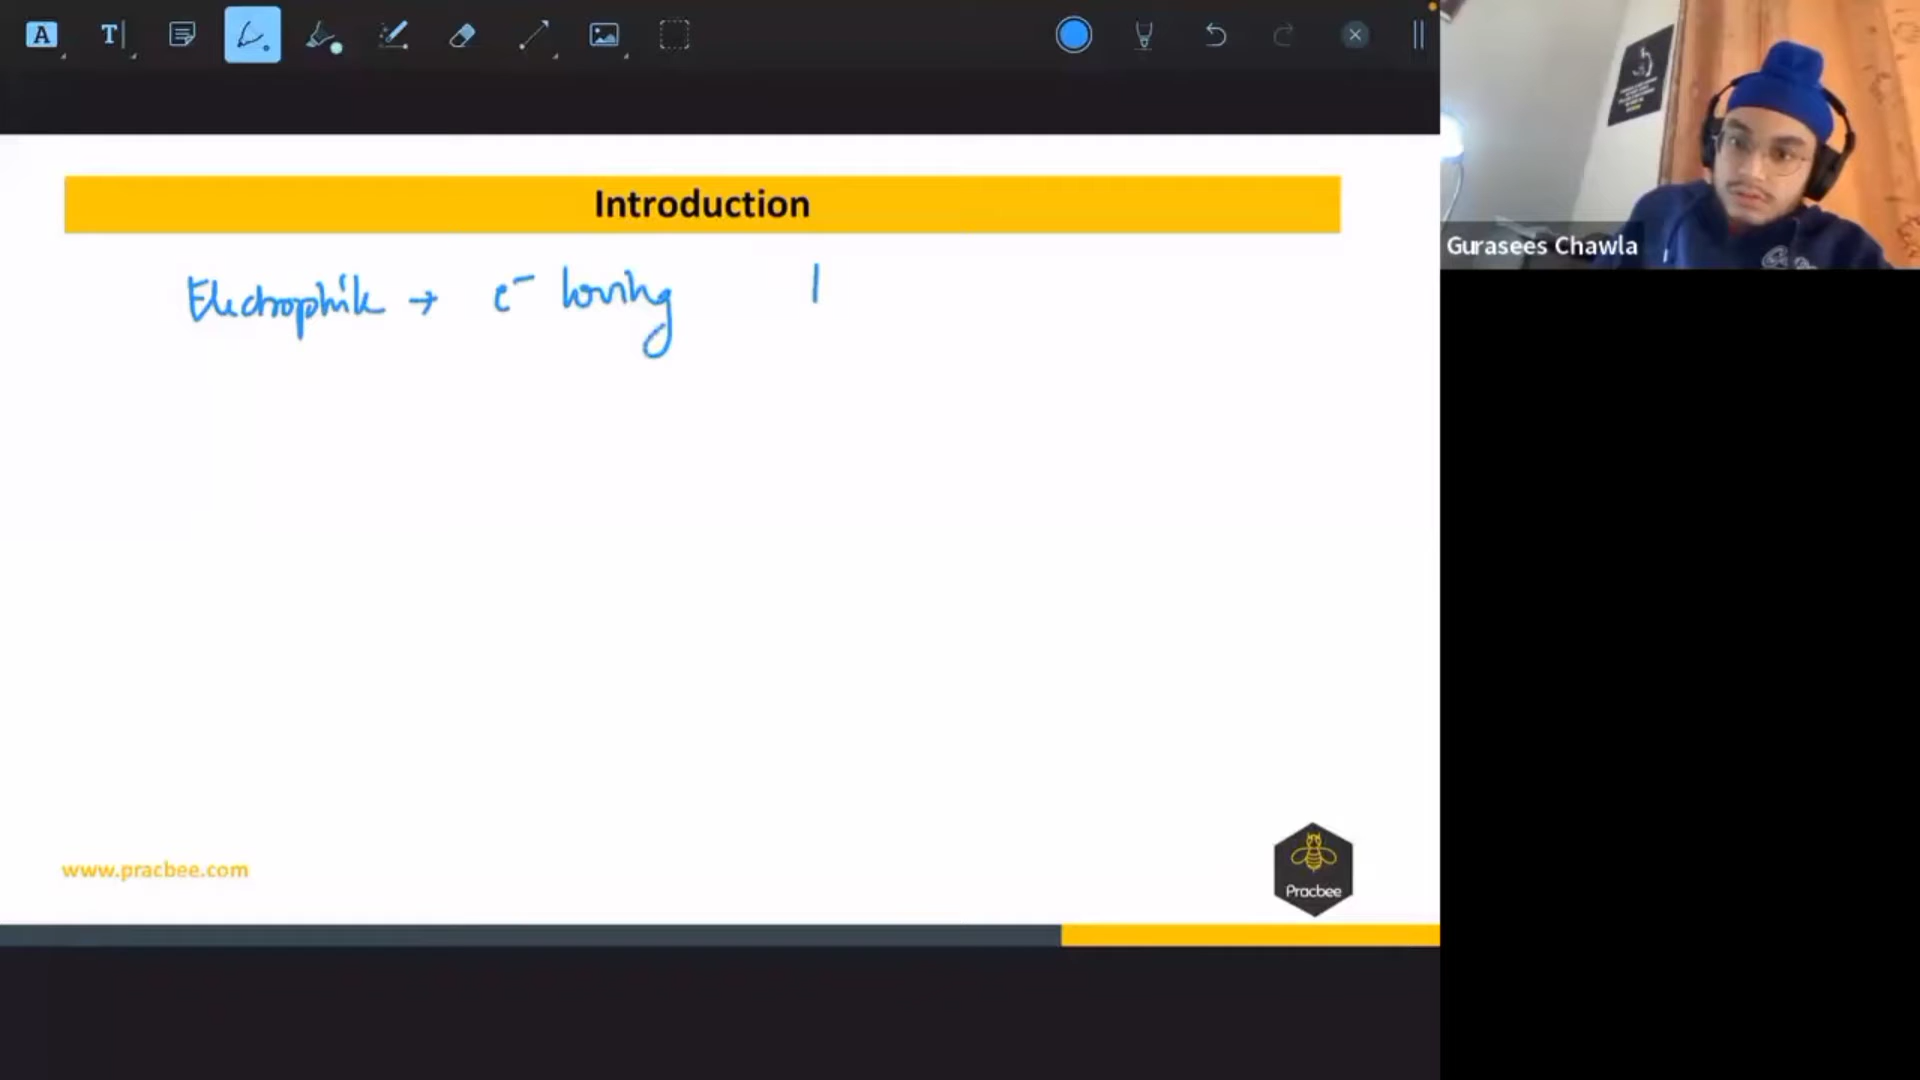 A T
Introduction
Electrophile → e⁻ loving
Gurasees Chawla
www.pracbee.com
Pracbee